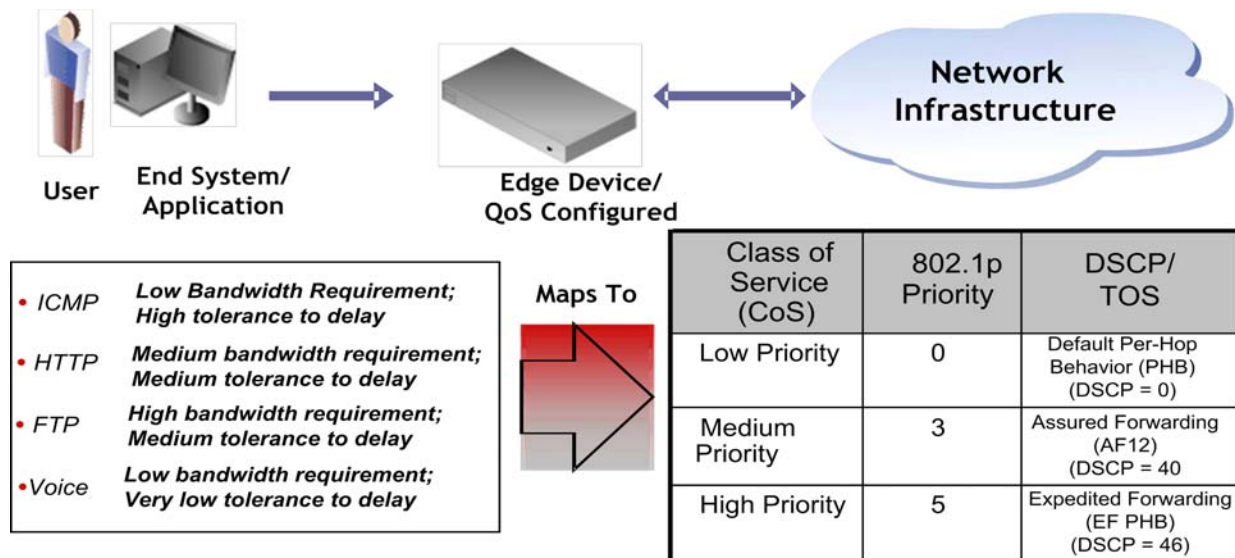 Network
Infrastructure
User
End System/
Application
Edge Device/
QoS Configured
• ICMP Low Bandwidth Requirement;
High tolerance to delay
• HTTP Medium bandwidth requirement;
Medium tolerance to delay
• FTP High bandwidth requirement;
Medium tolerance to delay
•Voice Low bandwidth requirement;
Very low tolerance to delay
Maps To
Class of
Service
(CoS)
802.1p
Priority
DSCP/
TOS
Low Priority
0
Default Per-Hop
Behavior (PHB)
(DSCP = 0)
Medium
Priority
3
Assured Forwarding
(AF12)
(DSCP = 40
High Priority
5
Expedited Forwarding
(EF PHB)
(DSCP = 46)